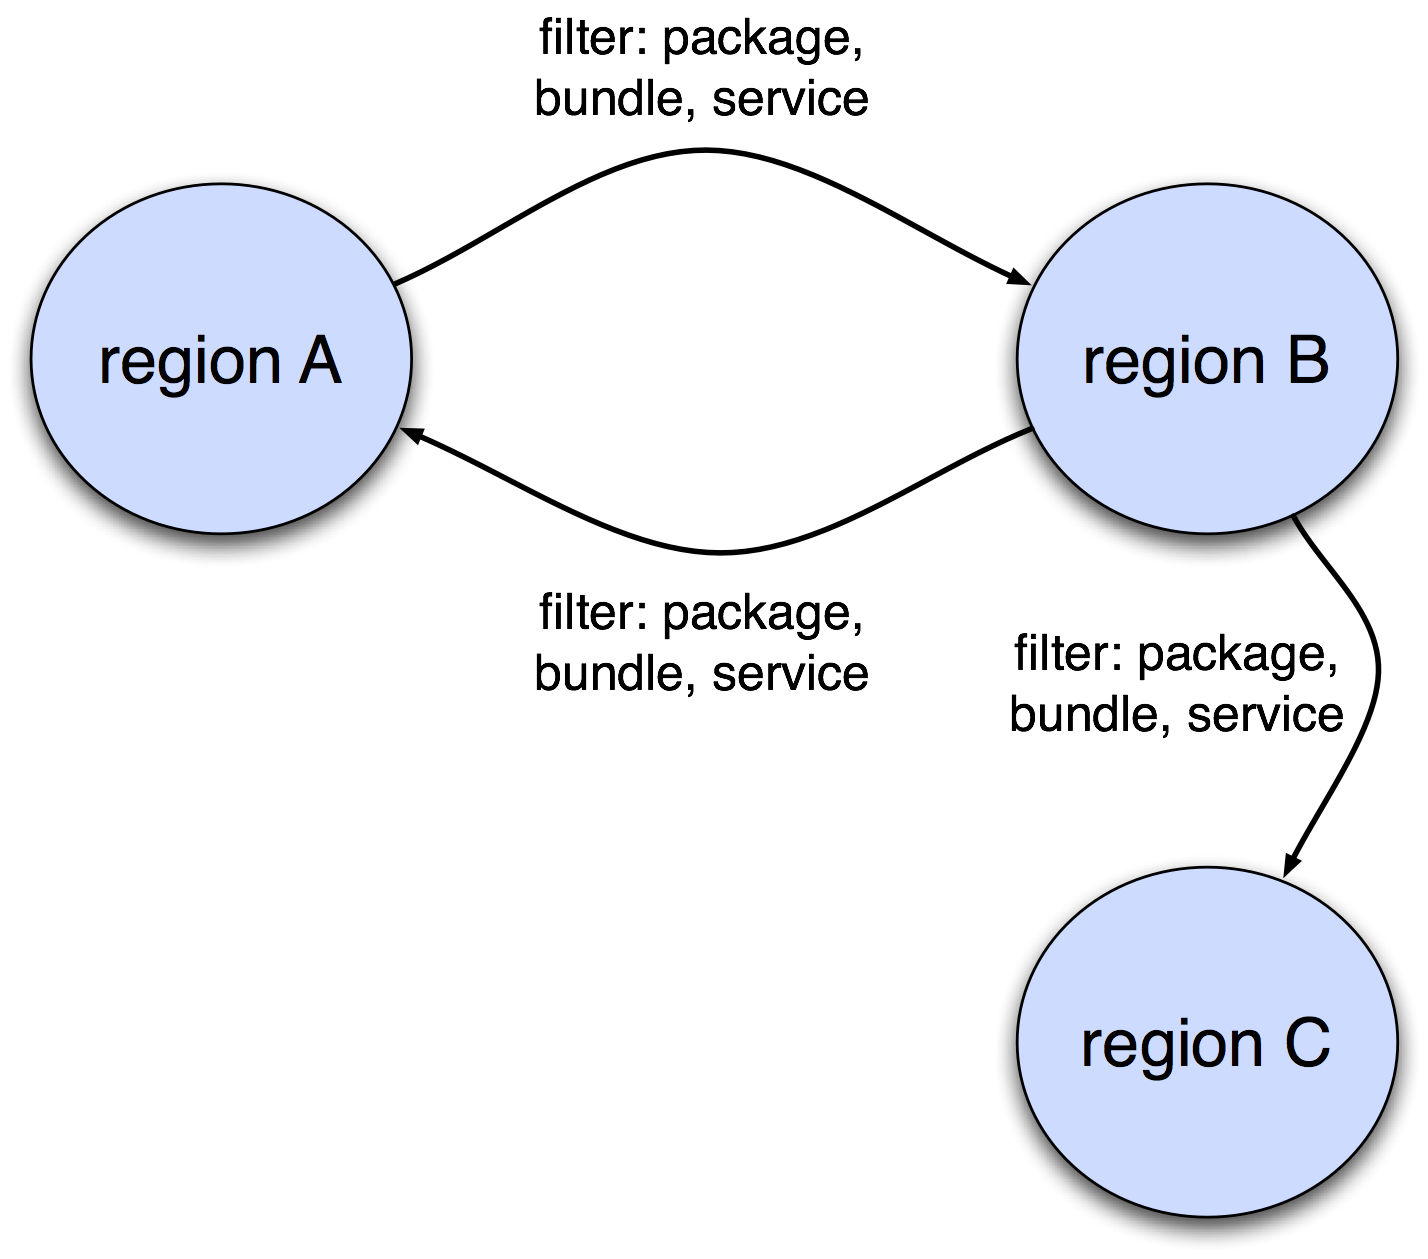 filter: package,
bundle, service
region A
region B
filter: package,
bundle, service
filter: package,
bundle, service
region C